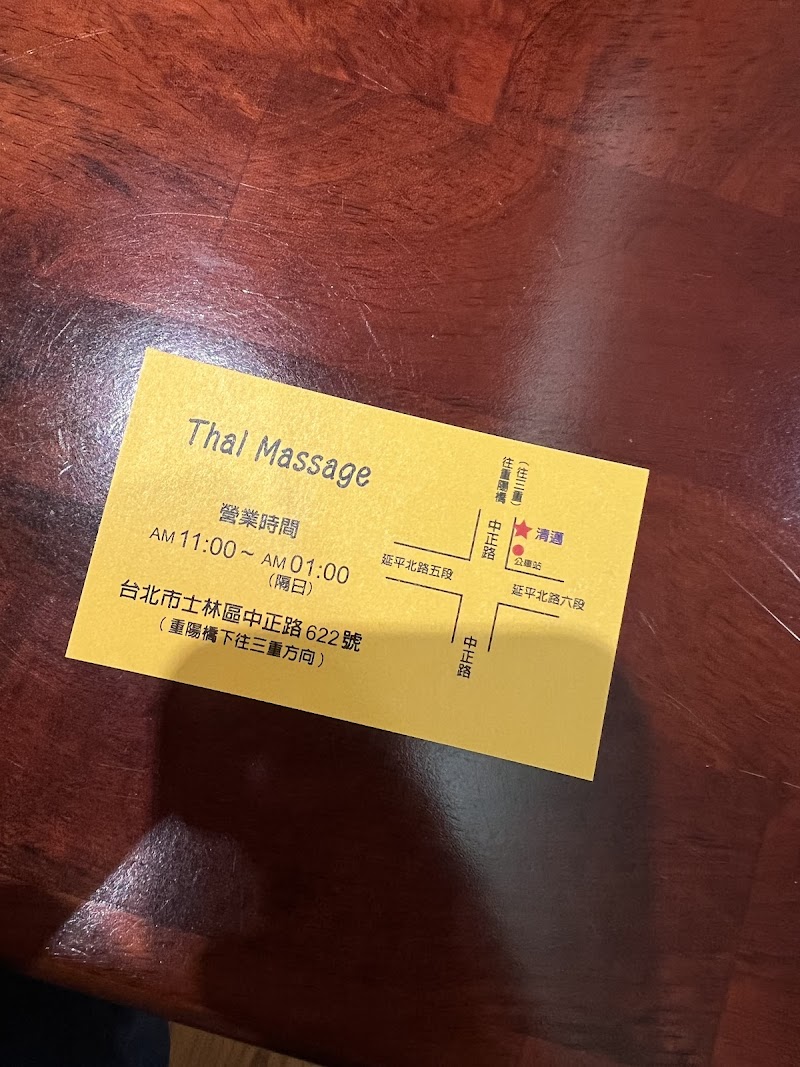 Thai Massage
營業時間
AM 11:00~ AM 01:00
(隔日)
台北市士林區中正路622號
(重陽橋下往三重方向)
(往三重)
往重陽橋
中正路
清邁
公車站
延平北路五段
延平北路六段
中正路